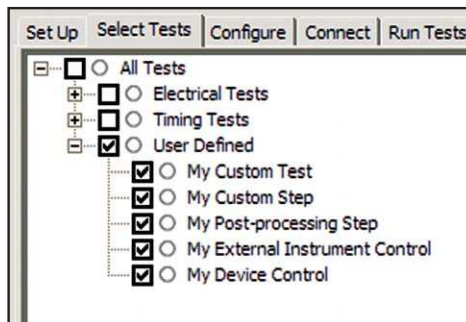 Set Up Select Tests Configure Connect Run Tests
All Tests
Electrical Tests
Timing Tests
User Defined
My Custom Test
My Custom Step
My Post-processing Step
My External Instrument Control
My Device Control